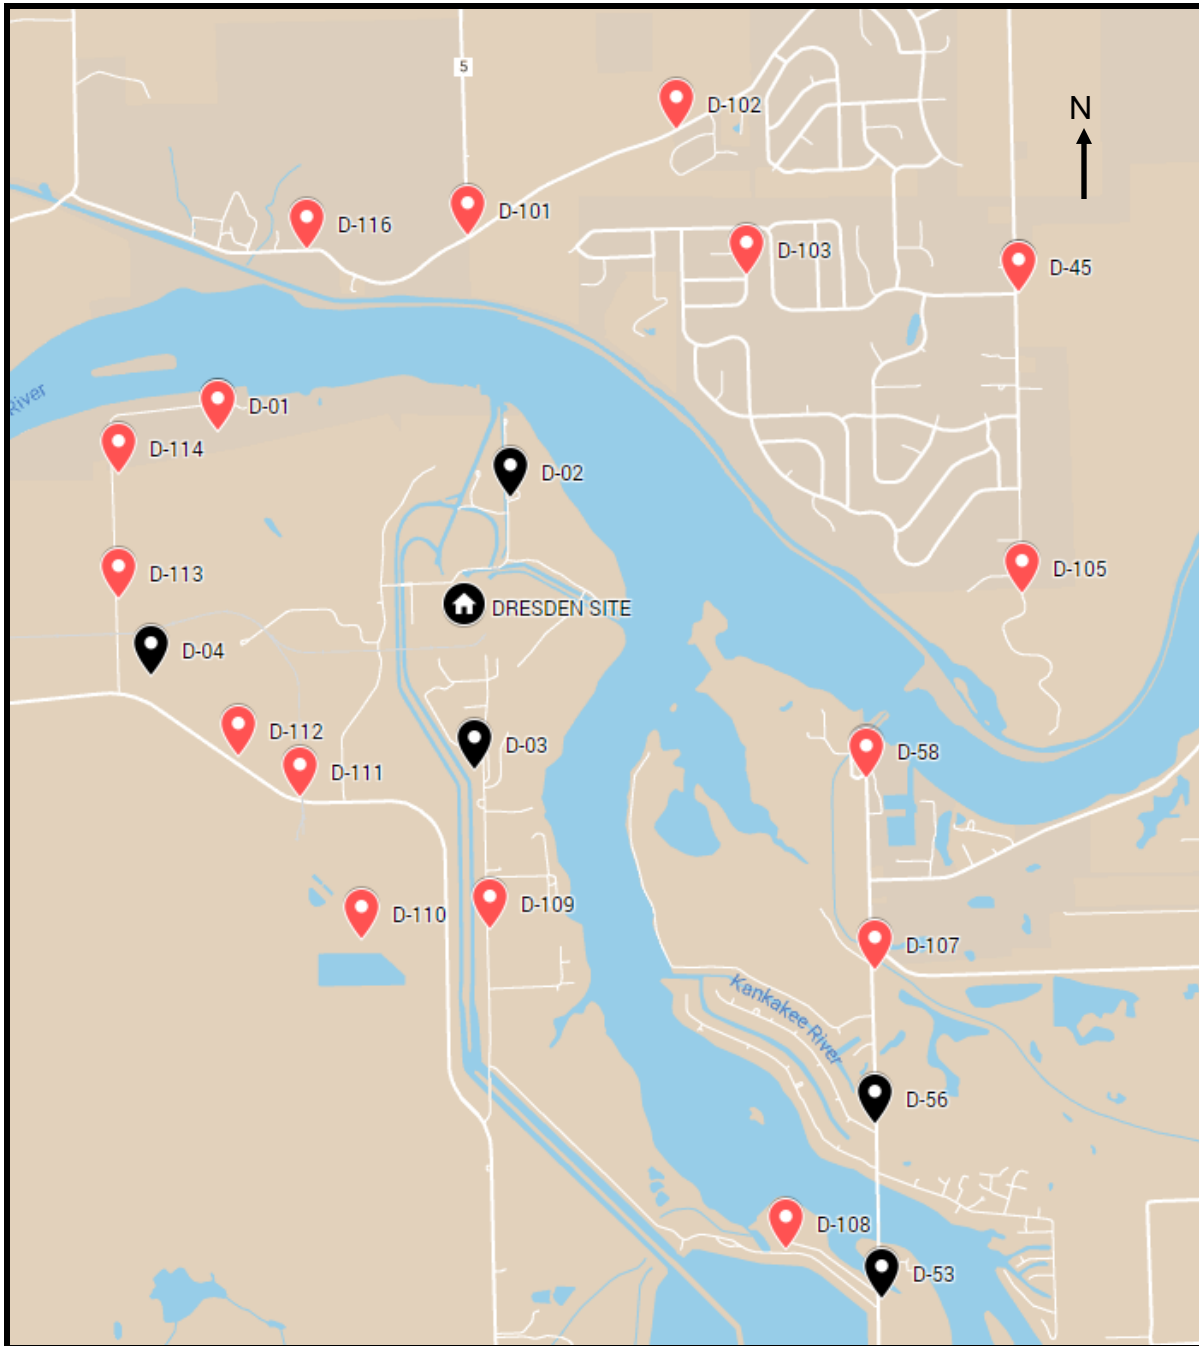 5
D-102
N
D-101
D-116
D-103
D-45
River
D-01
D-114
D-02
D-105
D-113
DRESDEN SITE
D-04
D-112
D-03
D-58
D-111
D-109
D-110
D-107
Kankakee River
D-56
D-108
D-53